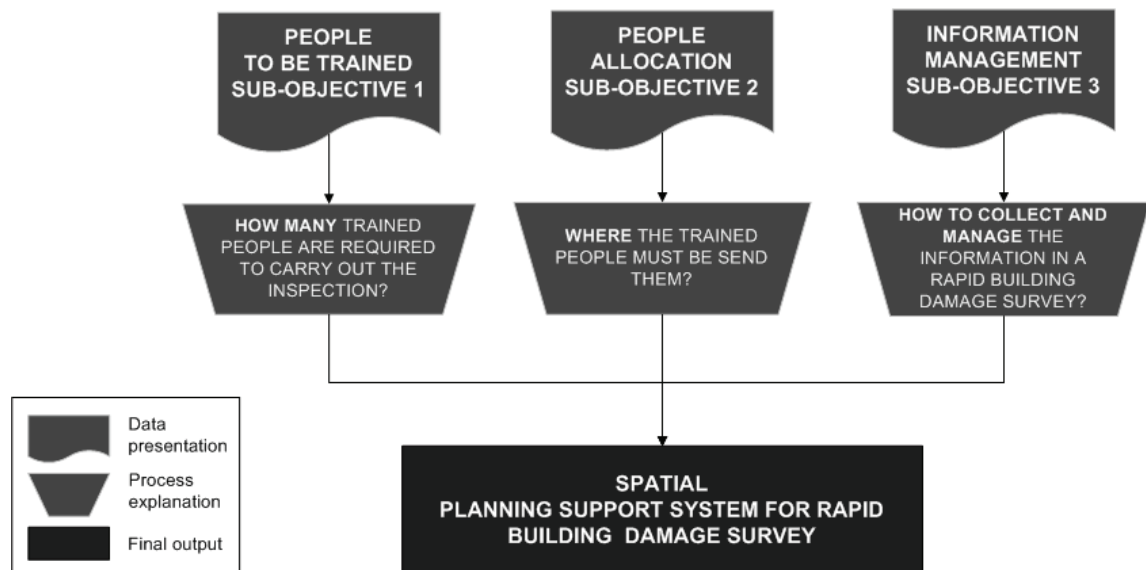 PEOPLE
TO BE TRAINED
SUB-OBJECTIVE 1
PEOPLE
ALLOCATION
SUB-OBJECTIVE 2
INFORMATION
MANAGEMENT
SUB-OBJECTIVE 3
HOW MANY TRAINED
PEOPLE ARE REQUIRED
TO CARRY OUT THE
INSPECTION?
WHERE THE TRAINED
PEOPLE MUST BE SEND
THEM?
HOW TO COLLECT AND
MANAGE THE
INFORMATION IN A
RAPID BUILDING
DAMAGE SURVEY?
Data
presentation
Process
explanation
Final output
SPATIAL
PLANNING SUPPORT SYSTEM FOR RAPID
BUILDING DAMAGE SURVEY